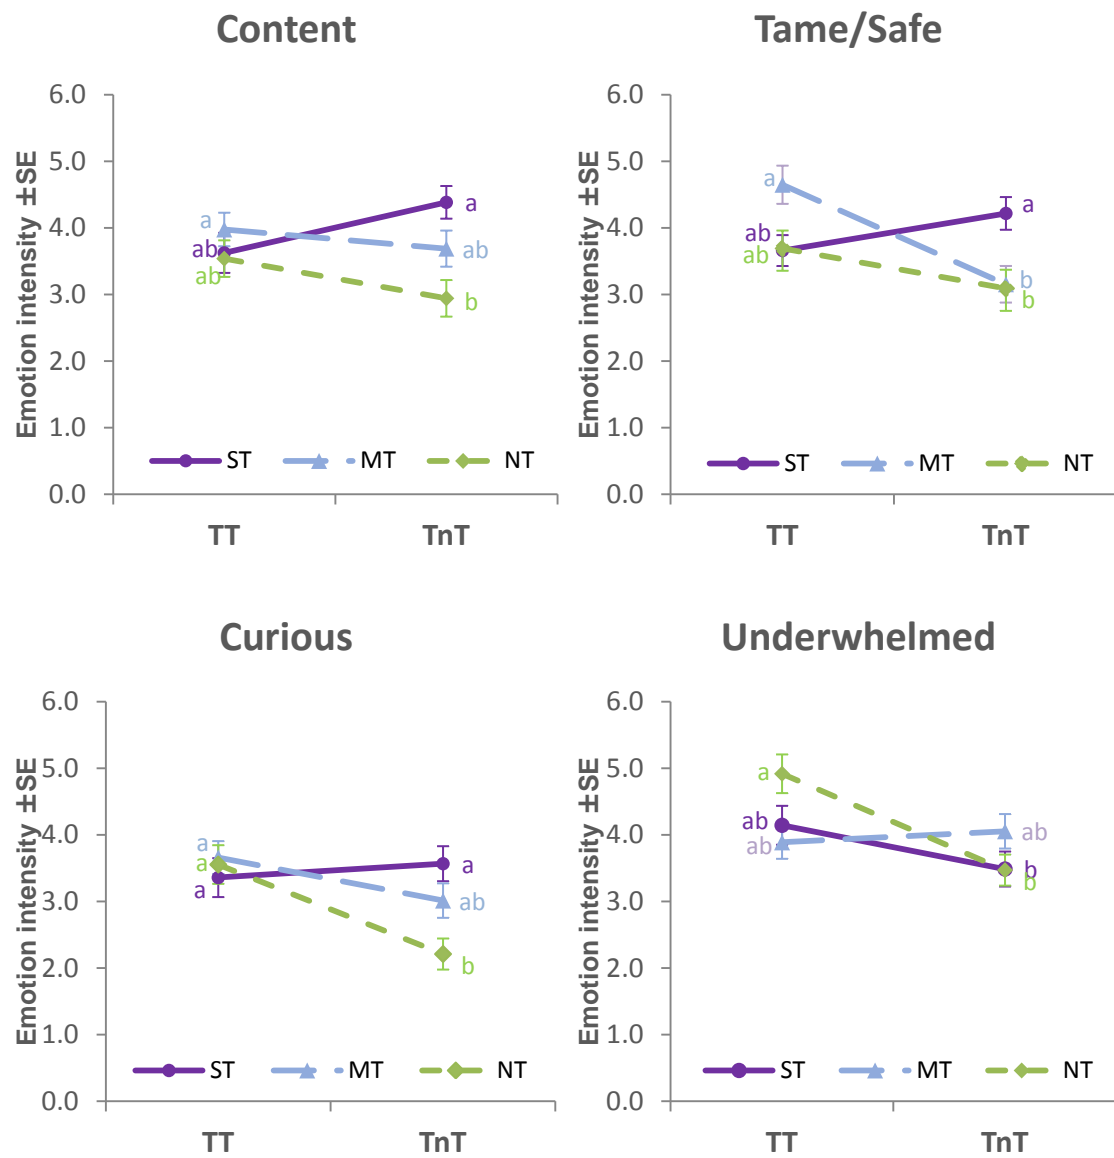 Content
Emotion intensity ±SE
6.0
5.0
4.0
3.0
2.0
1.0
0.0
a
ab
ab
a
ab
b
ST MT NT
TT TnT
Tame/Safe
Emotion intensity ±SE
6.0
5.0
4.0
3.0
2.0
1.0
0.0
a
ab
ab
a
b
b
ST MT NT
TT TnT
Curious
Emotion intensity ±SE
6.0
5.0
4.0
3.0
2.0
1.0
0.0
a
a
a
a
ab
b
ST MT NT
TT TnT
Underwhelmed
Emotion intensity ±SE
6.0
5.0
4.0
3.0
2.0
1.0
0.0
a
ab
ab
ab
b
b
ST MT NT
TT TnT